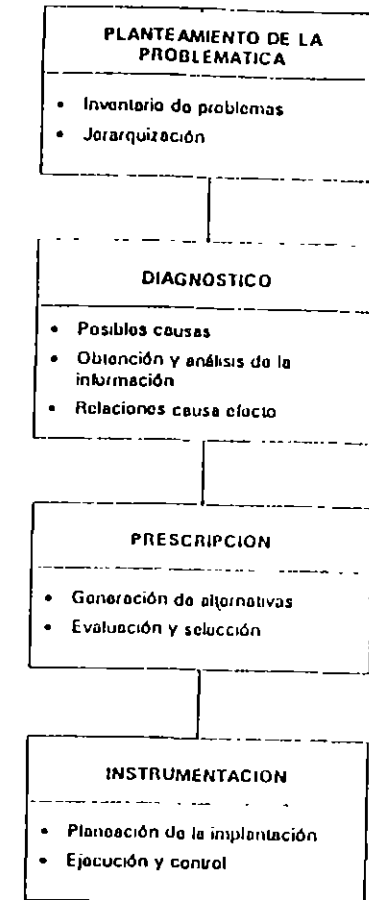 PLANTEAMIENTO DE LA
PROBLEMATICA
• Inventario de problemas
• Jerarquización
DIAGNOSTICO
• Posibles causas
• Obtención y análisis de la
información
• Relaciones causa efecto
PRESCRIPCION
• Generación de alternativas
• Evaluación y selección
INSTRUMENTACION
• Planeación de la implantación
• Ejecución y control